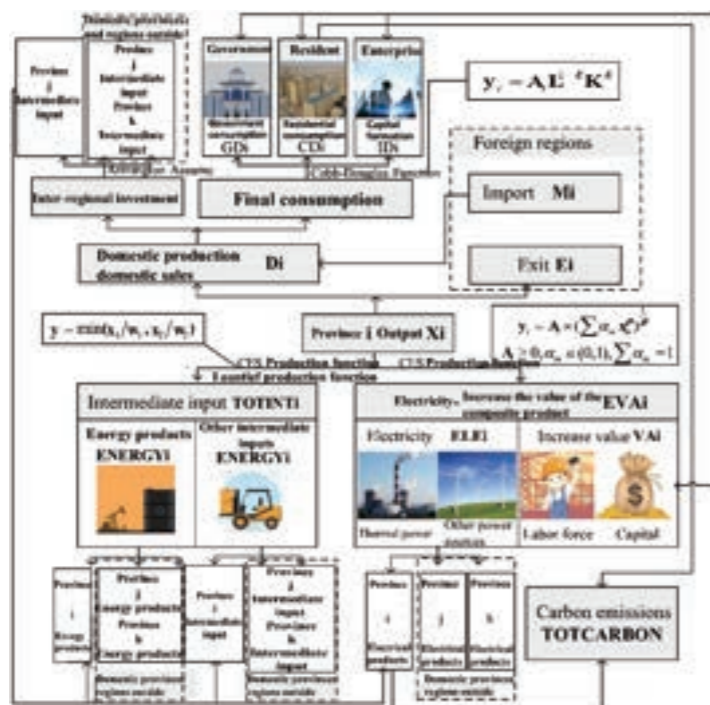 Domestic provinces
and regions outside
Province
j
Intermediate
input
Province
j
Intermediate
input
Province
k
Intermediate
input
Government
consumption
GDi
Resident
Residential
consumption
CDi
Enterprise
Capital
formation
IDi
Armington Assume
Cobb-Douglas Function
Inter-regional investment
Final consumption
Foreign regions
Import Mi
Exit Ei
Domestic production
domestic sales Di
Province i Output Xi
CES Production function
Leontief production function
CES Production function
Intermediate input TOTINTi
Energy products
ENERGYi
Other intermediate
inputs
ENERGYi
Electricity- Increase the value of the
composite product EVAi
Electricity ELEi
Increase value VAi
Thermal power
Other power
sources
Labor force
Capital
Province
i
Energy
products
Province
j
Energy products
Province
k
Energy products
Domestic province
regions outside
Province
i
Intermediate
input
Province
j
Intermediate
input
Province
k
Intermediate
input
Domestic province
regions outside
Province
i
Electrical
products
Province
j
Electrical
products
Province
k
Electrical
products
Domestic province
regions outside
Carbon emissions
TOTCARBON